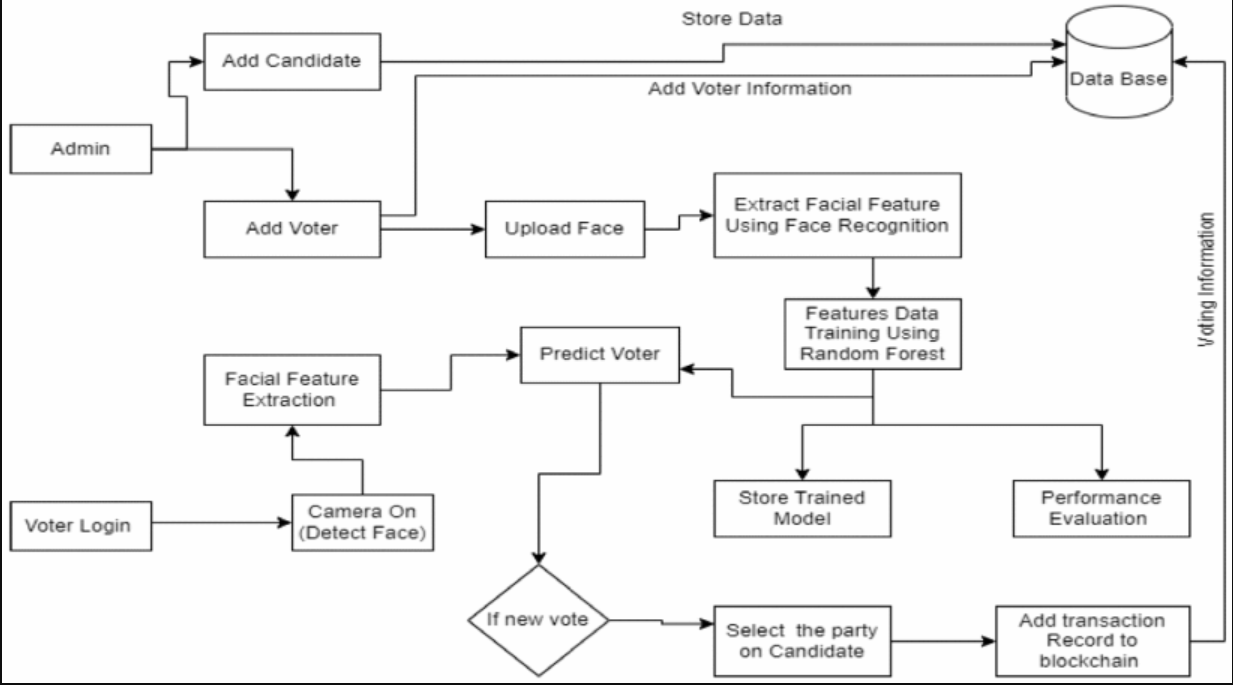 Store Data
Add Candidate
Data Base
Add Voter Information
Admin
Add Voter
Upload Face
Extract Facial Feature
Using Face Recognition
Voting Information
Features Data
Training Using
Random Forest
Predict Voter
Facial Feature
Extraction
Store Trained
Model
Performance
Evaluation
Voter Login
Camera On
(Detect Face)
If new vote
Select the party
on Candidate
Add transaction
Record to
blockchain